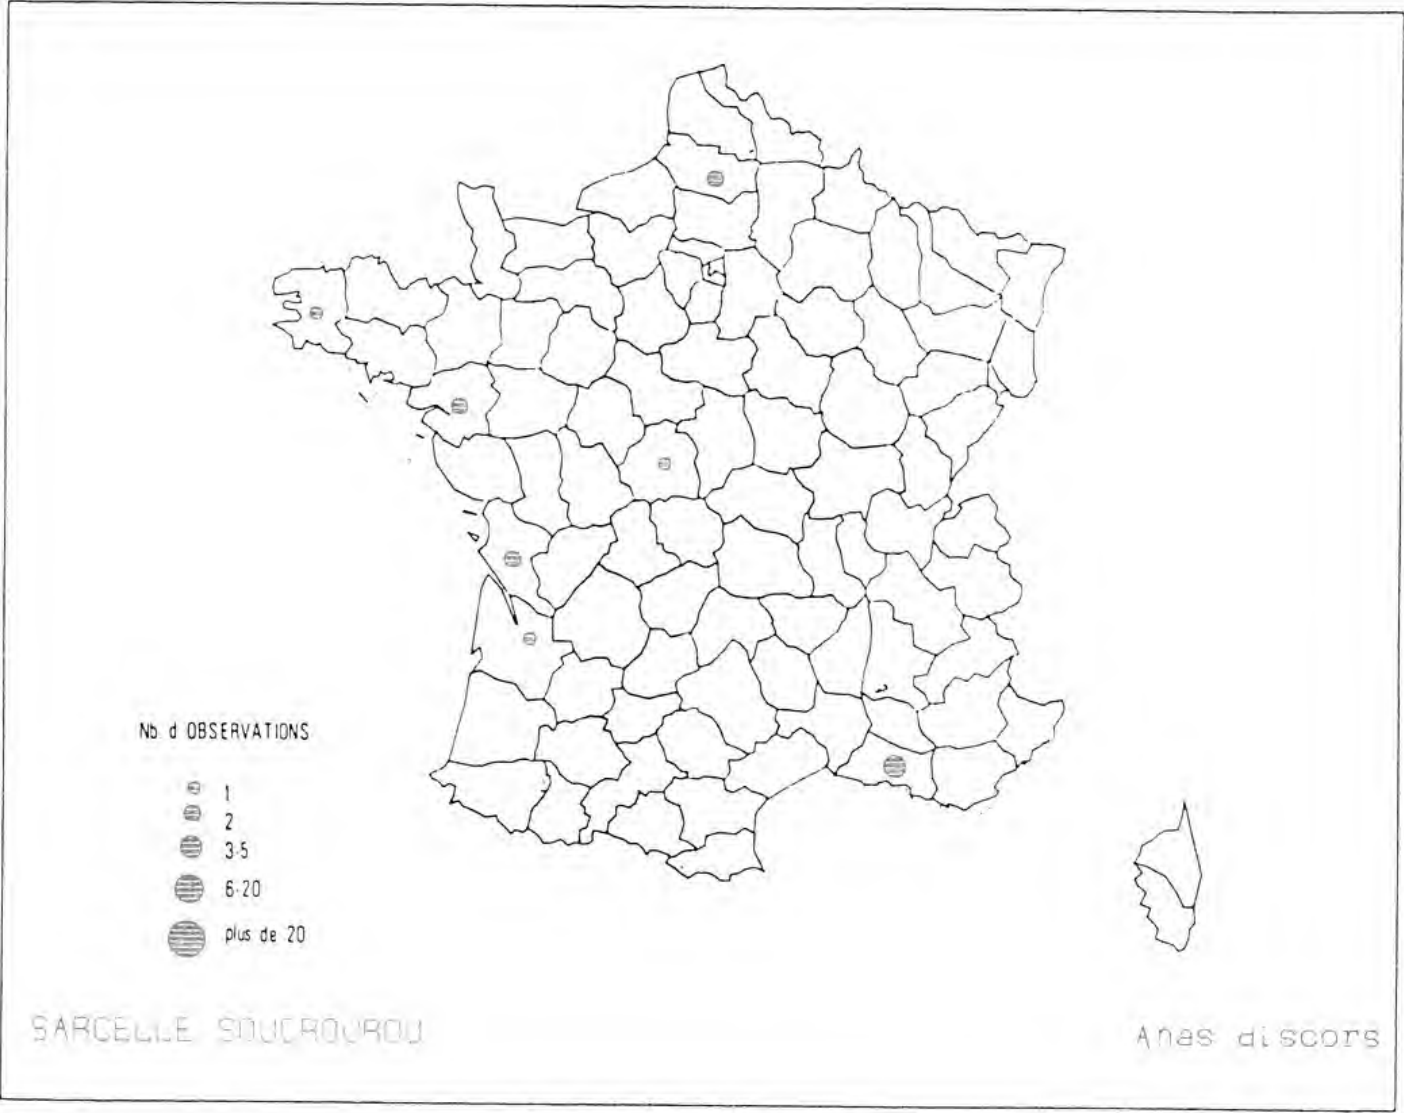 Nb d OBSERVATIONS
1
2
3-5
6-20
plus de 20
SARCELLE SOUCROUROU
Anas discors